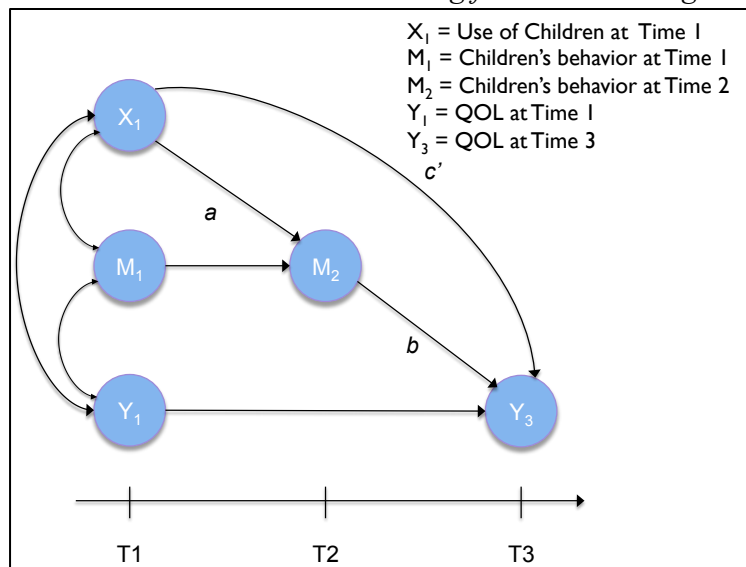 X₁ = Use of Children at Time 1
M₁ = Children's behavior at Time 1
M₂ = Children's behavior at Time 2
Y₁ = QOL at Time 1
Y₃ = QOL at Time 3
X₁
c'
a
M₁
M₂
b
Y₁
Y₃
T1 T2 T3